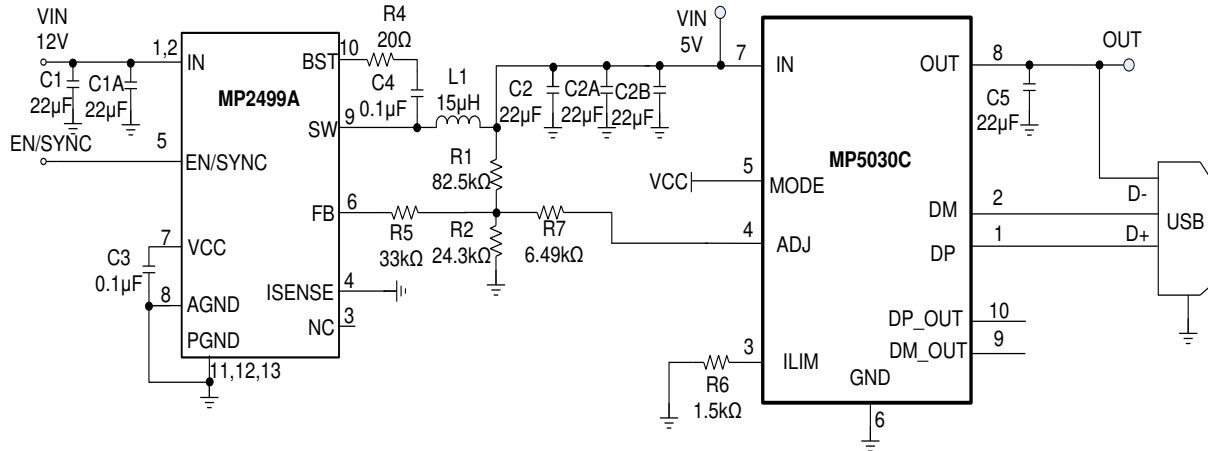 VIN
12V
C1
22µF
C1A
22µF
EN/SYNC
1,2
IN
MP2499A
BST
10
R4
20Ω
C4
0.1µF
SW
9
L1
15µH
5
EN/SYNC
R1
82.5kΩ
FB
6
R5
33kΩ
R2
24.3kΩ
R7
6.49kΩ
7
VCC
C3
0.1µF
8
AGND
ISENSE
4
NC
3
PGND
11,12,13
C2
22µF
C2A
22µF
C2B
22µF
VIN
5V
7
IN
MP5030C
OUT
8
OUT
C5
22µF
VCC
5
MODE
4
ADJ
DM
2
DP
1
D-
D+
USB
DP_OUT
10
DM_OUT
9
3
ILIM
R6
1.5kΩ
GND
6